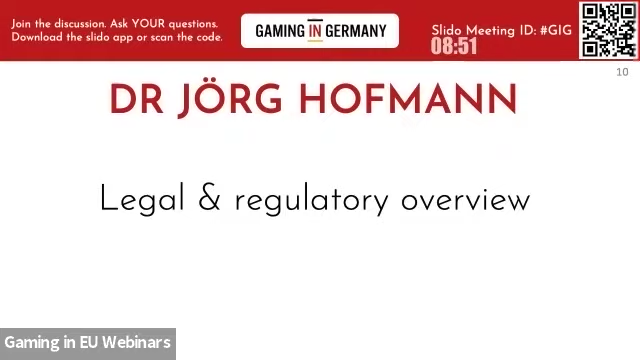 Join the discussion. Ask YOUR questions.
Download the slido app or scan the code.
GAMING IN GERMANY
Slido Meeting ID: #GIG
08:51
10
DR JÖRG HOFMANN
Legal & regulatory overview
Gaming in EU Webinars